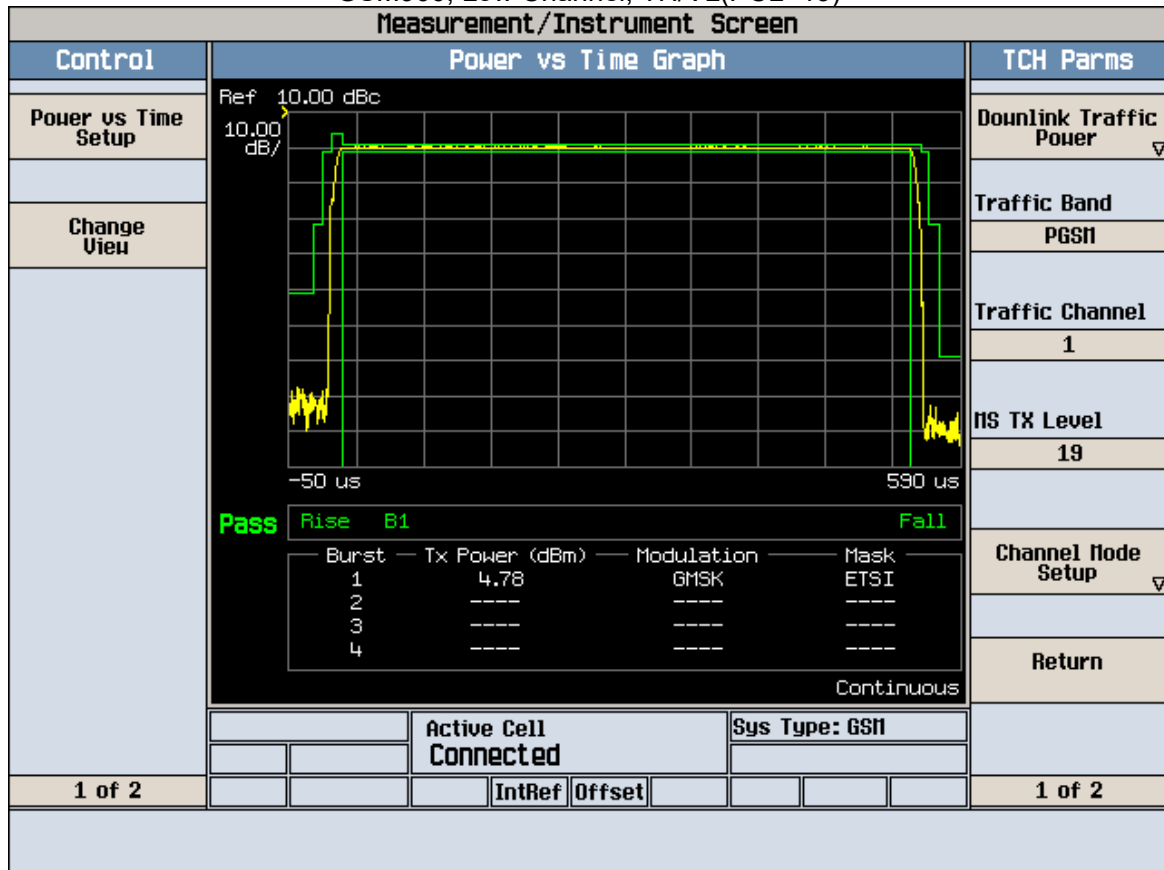 Measurement/Instrument Screen
Control
Power vs Time Graph
TCH Parms
Power vs Time
Setup
Change
View
1 of 2
Ref 10.00 dBc
10.00
dB/
-50 us
590 us
Pass
Rise B1 Fall
Burst Tx Power (dBm) Modulation Mask
1 4.78 GMSK ETSI
2 ---- ---- ----
3 ---- ---- ----
4 ---- ---- ----
Continuous
Active Cell
Connected
Sys Type: GSM
IntRef Offset
Downlink Traffic
Power
Traffic Band
PGSM
Traffic Channel
1
MS TX Level
19
Channel Mode
Setup
Return
1 of 2